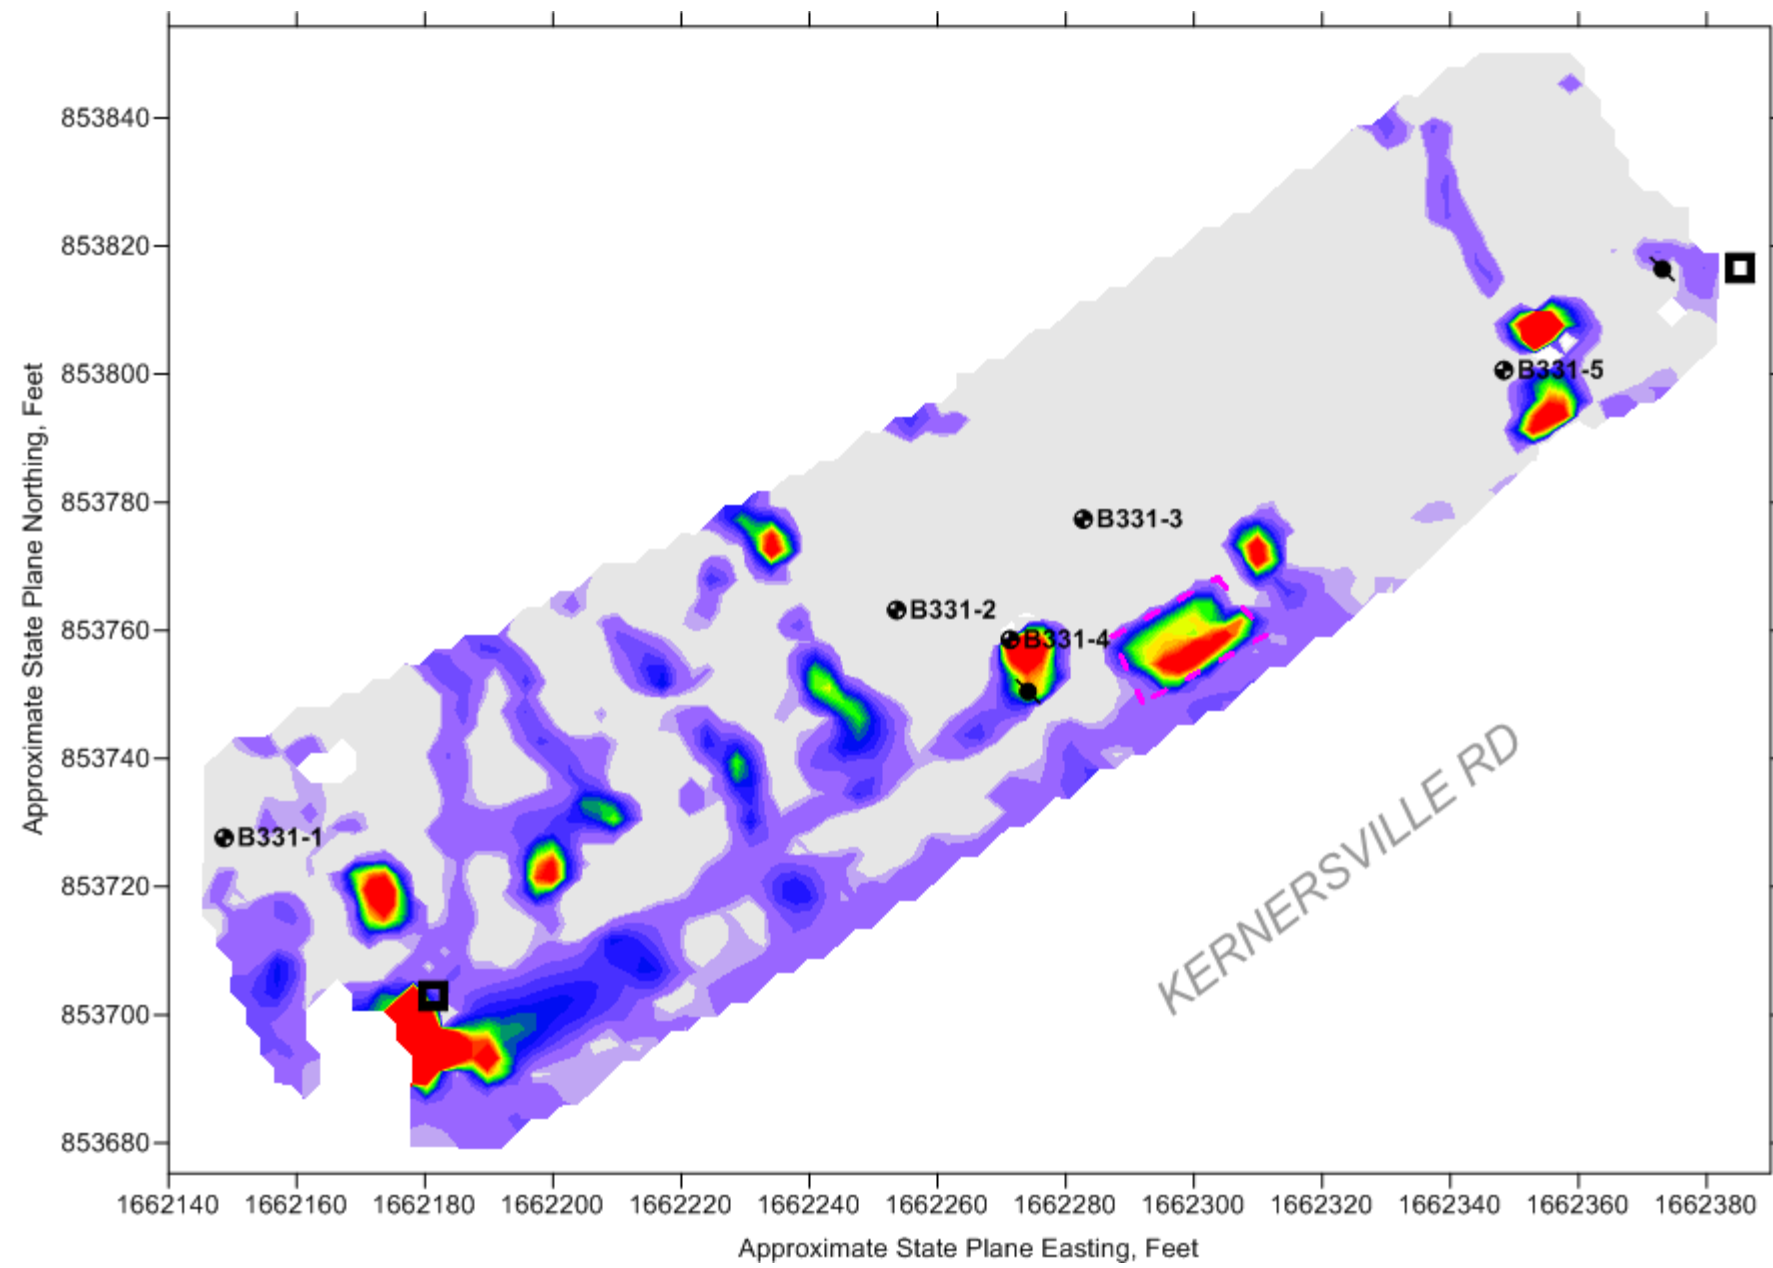 Approximate State Plane Northing, Feet
853840
853820
853800
853780
853760
853740
853720
853700
853680
B331-5
B331-3
B331-2
B331-4
B331-1
KERNERSVILLE RD
1662140 1662160 1662180 1662200 1662220 1662240 1662260 1662280 1662300 1662320 1662340 1662360 1662380
Approximate State Plane Easting, Feet